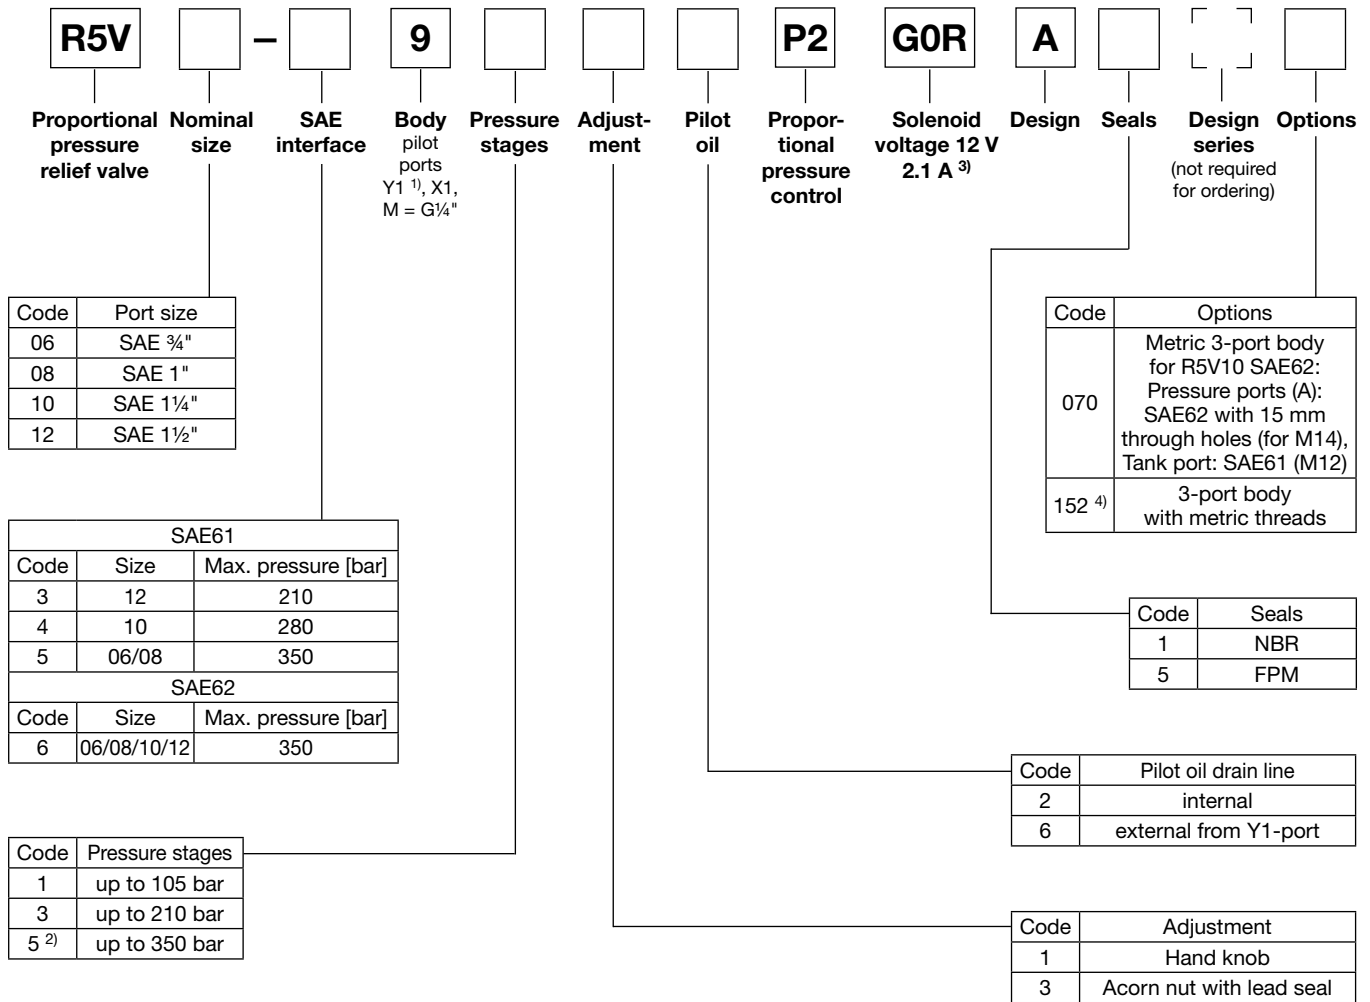 R5V – 9 P2 G0R A
Proportional pressure relief valve
Nominal size
SAE interface
Body
pilot ports
Y1 1), X1,
M = G¼"
Pressure stages
Adjust-
ment
Pilot oil
Propor-
tional
pressure
control
Solenoid
voltage 12 V
2.1 A 3)
Design
Seals
Design series
(not required
for ordering)
Options
Code Port size
06 SAE ¾"
08 SAE 1"
10 SAE 1¼"
12 SAE 1½"
SAE61
Code Size Max. pressure [bar]
3 12 210
4 10 280
5 06/08 350
SAE62
Code Size Max. pressure [bar]
6 06/08/10/12 350
Code Pressure stages
1 up to 105 bar
3 up to 210 bar
5 2) up to 350 bar
Code Options
070 Metric 3-port body
for R5V10 SAE62:
Pressure ports (A):
SAE62 with 15 mm
through holes (for M14),
Tank port: SAE61 (M12)
152 4) 3-port body
with metric threads
Code Seals
1 NBR
5 FPM
Code Pilot oil drain line
2 internal
6 external from Y1-port
Code Adjustment
1 Hand knob
3 Acorn nut with lead seal